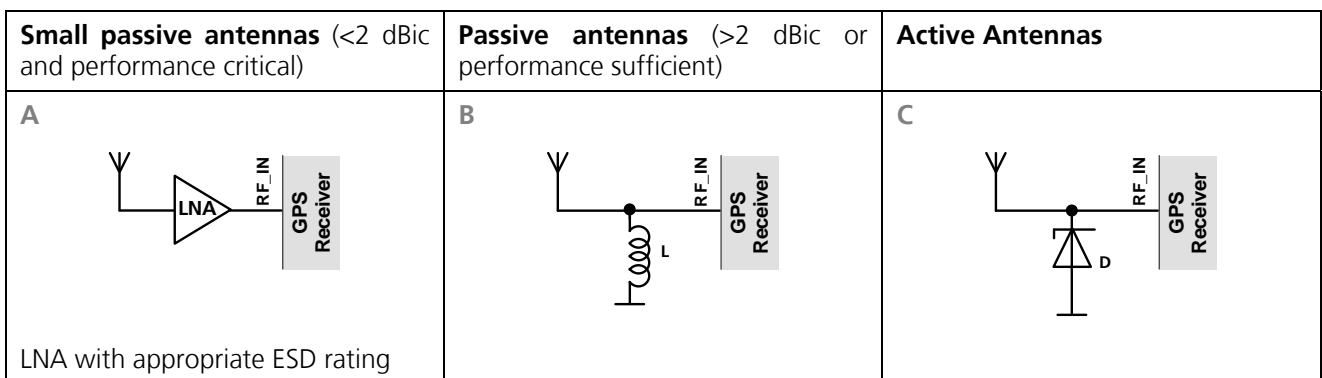 Small passive antennas (<2 dBic
and performance critical)
Passive antennas (>2 dBic or
performance sufficient)
Active Antennas
A
LNA
RF_IN
GPS
Receiver
LNA with appropriate ESD rating
B
L
RF_IN
GPS
Receiver
C
D
RF_IN
GPS
Receiver